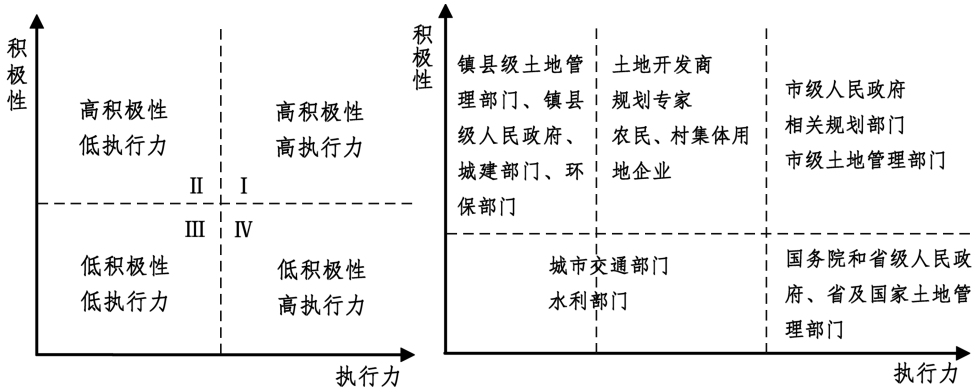 积极性
高积极性
低执行力
高积极性
高执行力
II
I
III
IV
低积极性
低执行力
低积极性
高执行力
执行力
积极性
镇县级土地管
理部门、镇县
级人民政府、
城建部门、环
保部门
土地开发商
规划专家
农民、村集体用
地企业
市级人民政府
相关规划部门
市级土地管理部门
城市交通部门
水利部门
国务院和省级人民政
府、省及国家土地管
理部门
执行力